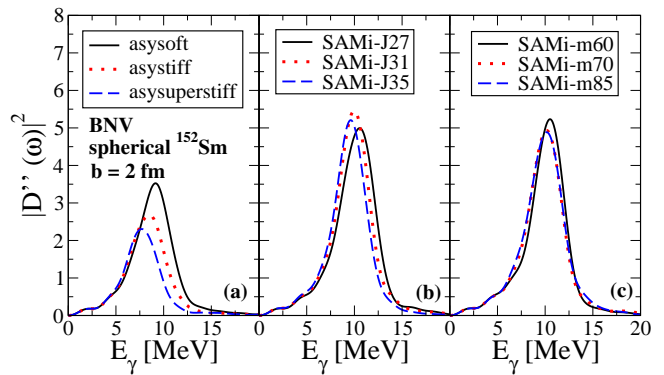 8
7
6
5
4
3
2
1
0
|D''(ω)|²
asysoft
asystiff
asysuperstiff
BNV
spherical ¹⁵²Sm
b = 2 fm
(a)
0 5 10 15
E_γ [MeV]
SAMi-J27
SAMi-J31
SAMi-J35
(b)
0 5 10 15
E_γ [MeV]
SAMi-m60
SAMi-m70
SAMi-m85
(c)
0 5 10 15 20
E_γ [MeV]